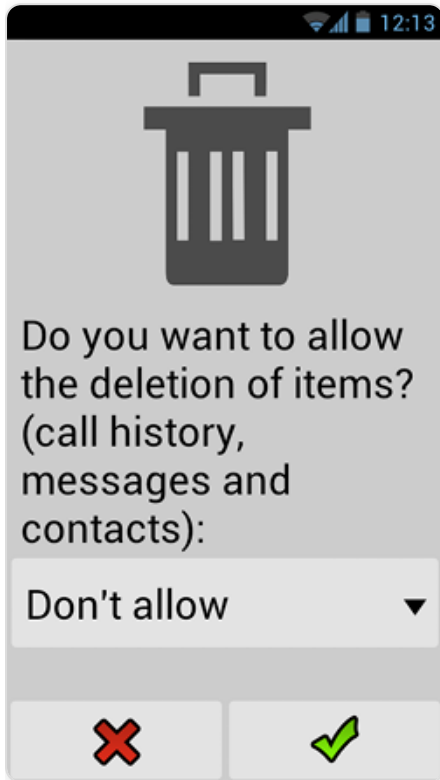 12:13
Do you want to allow
the deletion of items?
(call history,
messages and
contacts):
Don't allow